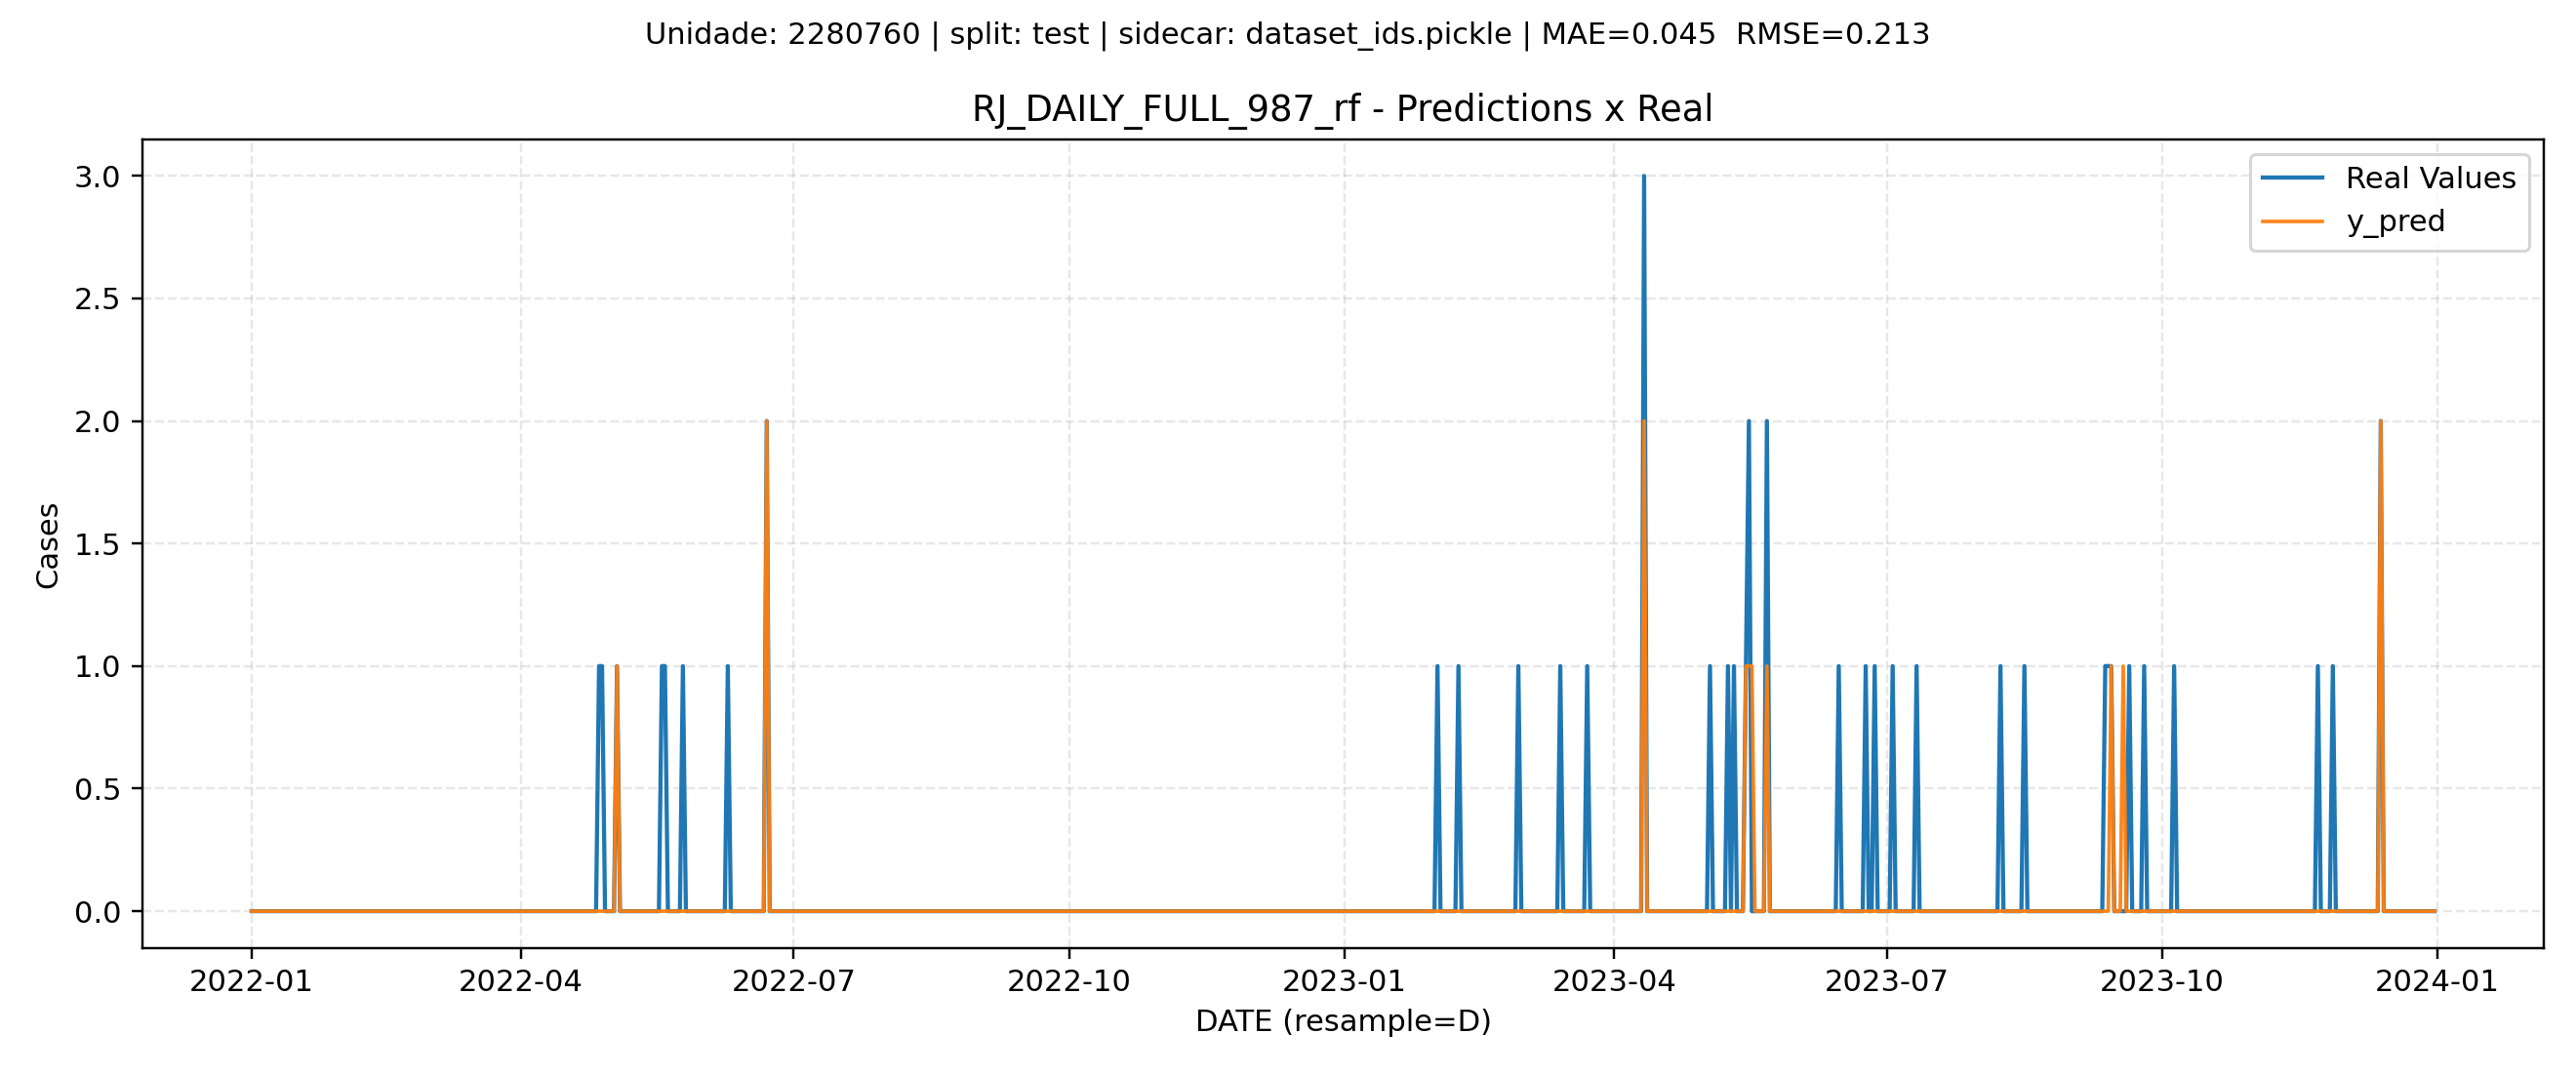 Unidade: 2280760 | split: test | sidecar: dataset_ids.pickle | MAE=0.045  RMSE=0.213
RJ_DAILY_FULL_987_rf - Predictions x Real
Real Values
y_pred
Cases
3.0
2.5
2.0
1.5
1.0
0.5
0.0
2022-01 2022-04 2022-07 2022-10 2023-01 2023-04 2023-07 2023-10 2024-01
DATE (resample=D)